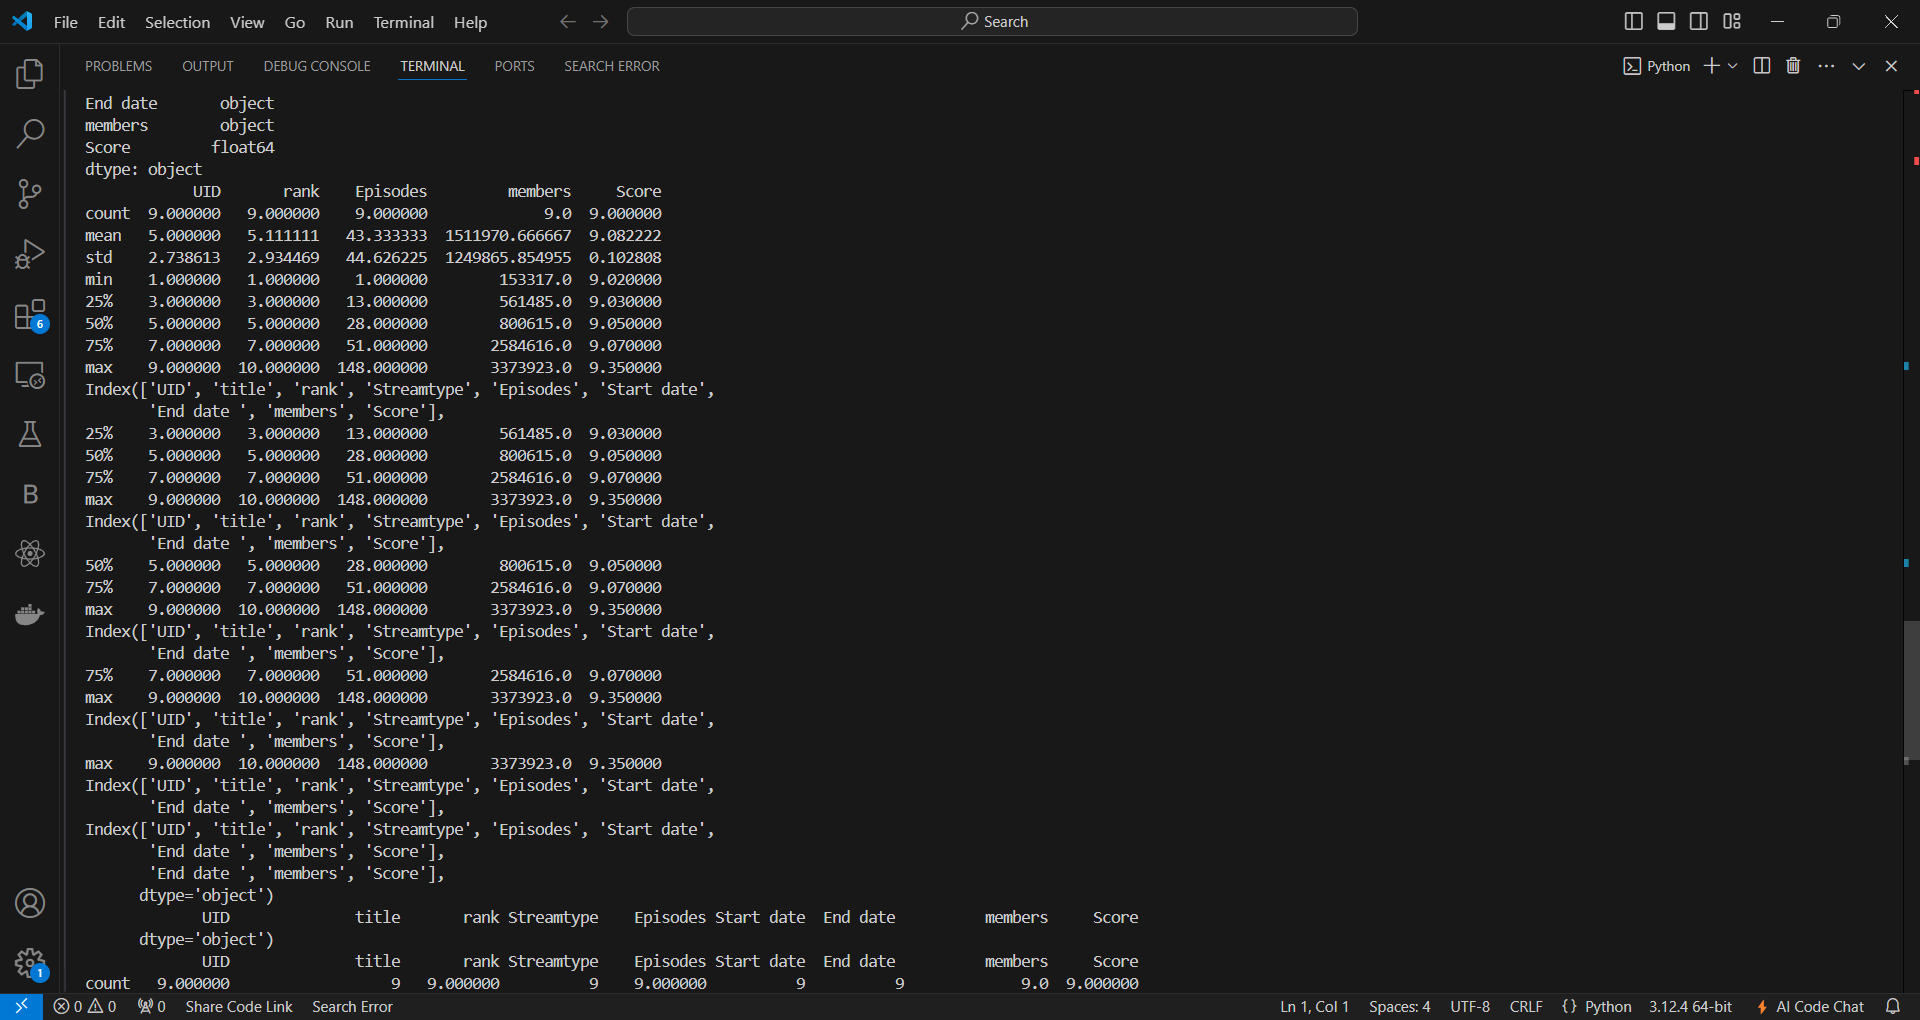 File Edit Selection View Go Run Terminal Help Search
PROBLEMS OUTPUT DEBUG CONSOLE TERMINAL PORTS SEARCH ERROR Python
End date       object
members        object
Score         float64
dtype: object
            UID       rank    Episodes         members     Score
count  9.000000   9.000000    9.000000             9.0  9.000000
mean   5.000000   5.111111   43.333333  1511970.666667  9.082222
std    2.738613   2.934469   44.626225  1249865.854955  0.102808
min    1.000000   1.000000    1.000000        153317.0  9.020000
25%    3.000000   3.000000   13.000000        561485.0  9.030000
50%    5.000000   5.000000   28.000000        800615.0  9.050000
75%    7.000000   7.000000   51.000000       2584616.0  9.070000
max    9.000000  10.000000  148.000000       3373923.0  9.350000
Index(['UID', 'title', 'rank', 'Streamtype', 'Episodes', 'Start date',
       'End date ', 'members', 'Score'],
25%    3.000000   3.000000   13.000000        561485.0  9.030000
50%    5.000000   5.000000   28.000000        800615.0  9.050000
75%    7.000000   7.000000   51.000000       2584616.0  9.070000
max    9.000000  10.000000  148.000000       3373923.0  9.350000
Index(['UID', 'title', 'rank', 'Streamtype', 'Episodes', 'Start date',
       'End date ', 'members', 'Score'],
50%    5.000000   5.000000   28.000000        800615.0  9.050000
75%    7.000000   7.000000   51.000000       2584616.0  9.070000
max    9.000000  10.000000  148.000000       3373923.0  9.350000
Index(['UID', 'title', 'rank', 'Streamtype', 'Episodes', 'Start date',
       'End date ', 'members', 'Score'],
75%    7.000000   7.000000   51.000000       2584616.0  9.070000
max    9.000000  10.000000  148.000000       3373923.0  9.350000
Index(['UID', 'title', 'rank', 'Streamtype', 'Episodes', 'Start date',
       'End date ', 'members', 'Score'],
max    9.000000  10.000000  148.000000       3373923.0  9.350000
Index(['UID', 'title', 'rank', 'Streamtype', 'Episodes', 'Start date',
       'End date ', 'members', 'Score'],
Index(['UID', 'title', 'rank', 'Streamtype', 'Episodes', 'Start date',
       'End date ', 'members', 'Score'],
       'End date ', 'members', 'Score'],
      dtype='object')
             UID              title       rank Streamtype    Episodes Start date  End date          members     Score
      dtype='object')
             UID              title       rank Streamtype    Episodes Start date  End date          members     Score
count   9.000000                  9   9.000000          9    9.000000          9          9             9.0  9.000000
6
B
1
0 0 0 Share Code Link Search Error Ln 1, Col 1 Spaces: 4 UTF-8 CRLF {} Python 3.12.4 64-bit AI Code Chat